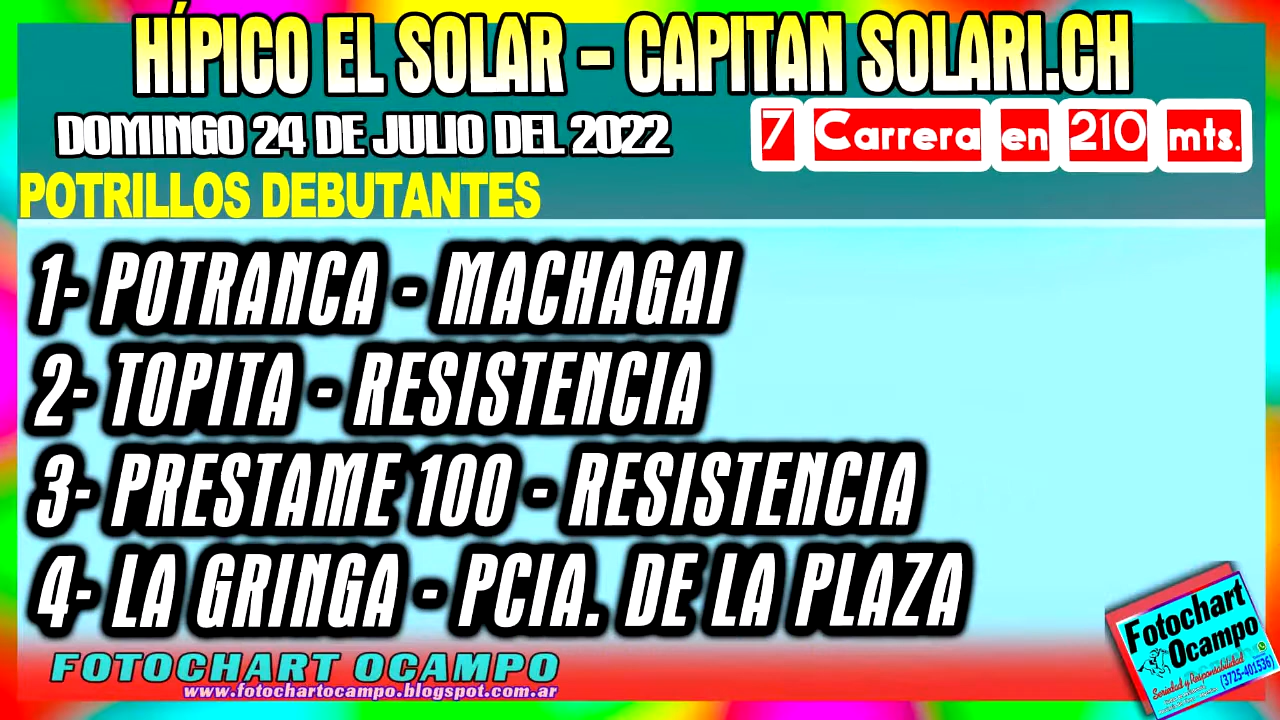 HÍPICO EL SOLAR - CAPITAN SOLARI.CH
DOMINGO 24 DE JULIO DEL 2022
7 Carrera en 210 mts.
POTRILLOS DEBUTANTES
1- POTRANCA - MACHAGAI
2- TOPITA - RESISTENCIA
3- PRESTAME 100 - RESISTENCIA
4- LA GRINGA - PCIA. DE LA PLAZA
FOTOCHART OCAMPO
www.fotochartocampo.blogspot.com.ar
Fotochart
Ocampo
Seriedad y Responsabilidad
(3725-401536)